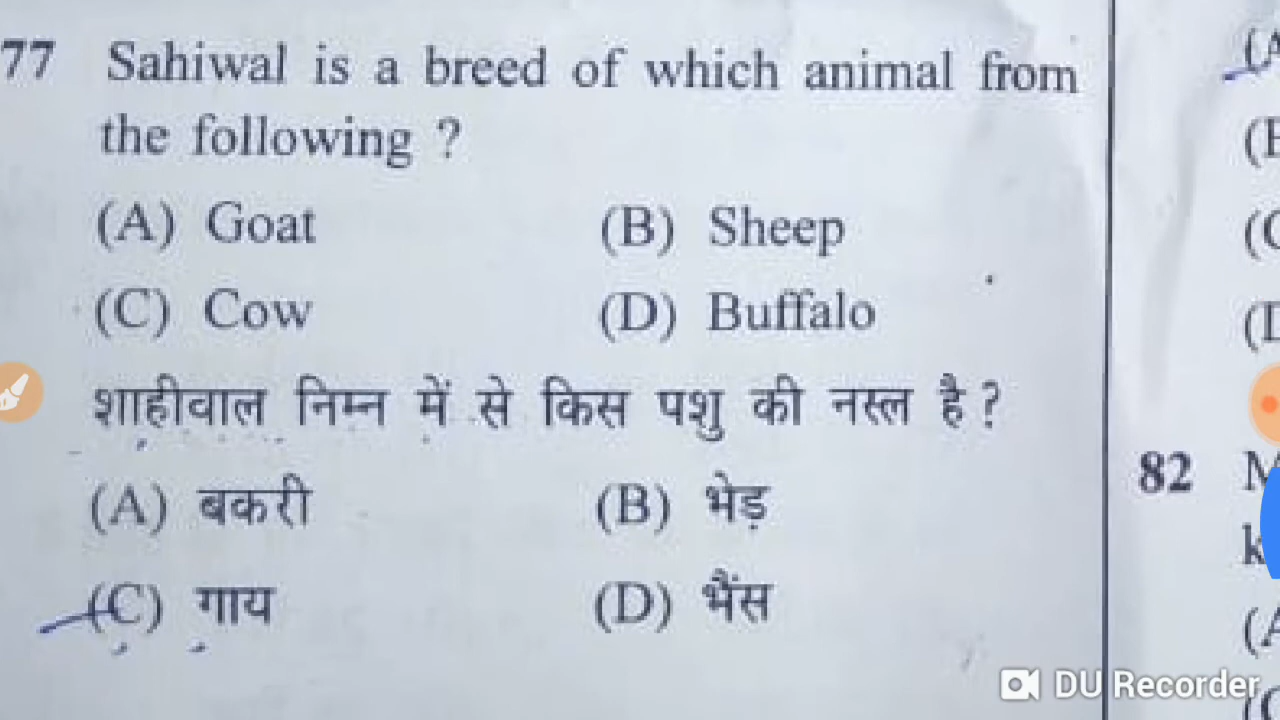 77 Sahiwal is a breed of which animal from
the following ?
(A) Goat (B) Sheep
(C) Cow (D) Buffalo
शाहीवाल निम्न में से किस पशु की नस्ल है ?
(A) बकरी (B) भेड़
(C) गाय (D) भैंस
82
DU Recorder